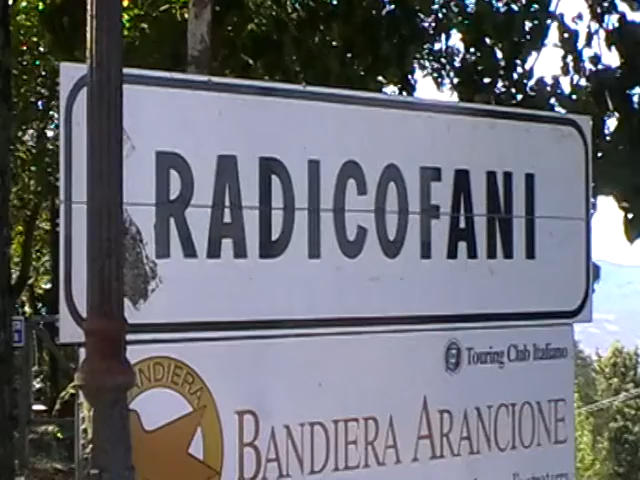 RADICOFANI
Touring Club Italiano
BANDIERA
BANDIERA ARANCIONE